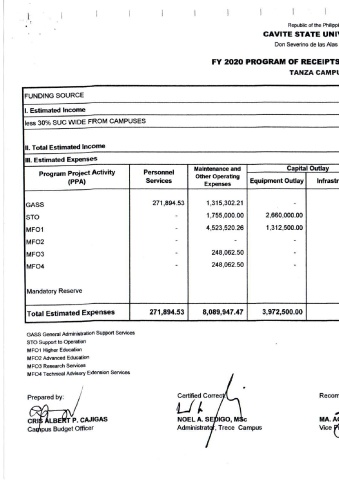 Republic of the Philippi
CAVITE STATE UNIV
Don Severino de las Alas
FY 2020 PROGRAM OF RECEIPTS
TANZA CAMPU
FUNDING SOURCE
I. Estimated Income
less 30% SUC WIDE FROM CAMPUSES
II. Total Estimated Income
III. Estimated Expenses
Program Project Activity (PPA) Personnel Services Maintenance and Other Operating Expenses Capital Outlay
Equipment Outlay Infrastr
GASS 271,894.53 1,315,302.21 -
STO - 1,755,000.00 2,660,000.00
MFO1 - 4,523,520.26 1,312,500.00
MFO2 - - -
MFO3 - 248,062.50
MFO4 - 248,062.50
Mandatory Reserve
Total Estimated Expenses 271,894.53 8,089,947.47 3,972,500.00
GASS General Administration Support Services
STO Support to Operation
MFO1 Higher Education
MFO2 Advanced Education
MFO3 Research Services
MFO4 Technical Advisory Extension Services
Prepared by: Certified Correct: Recom
CRIS ALBERT P. CAJIGAS NOEL A. SEDIGO, MSc MA. AG
Campus Budget Officer Administrator, Trece Campus Vice P